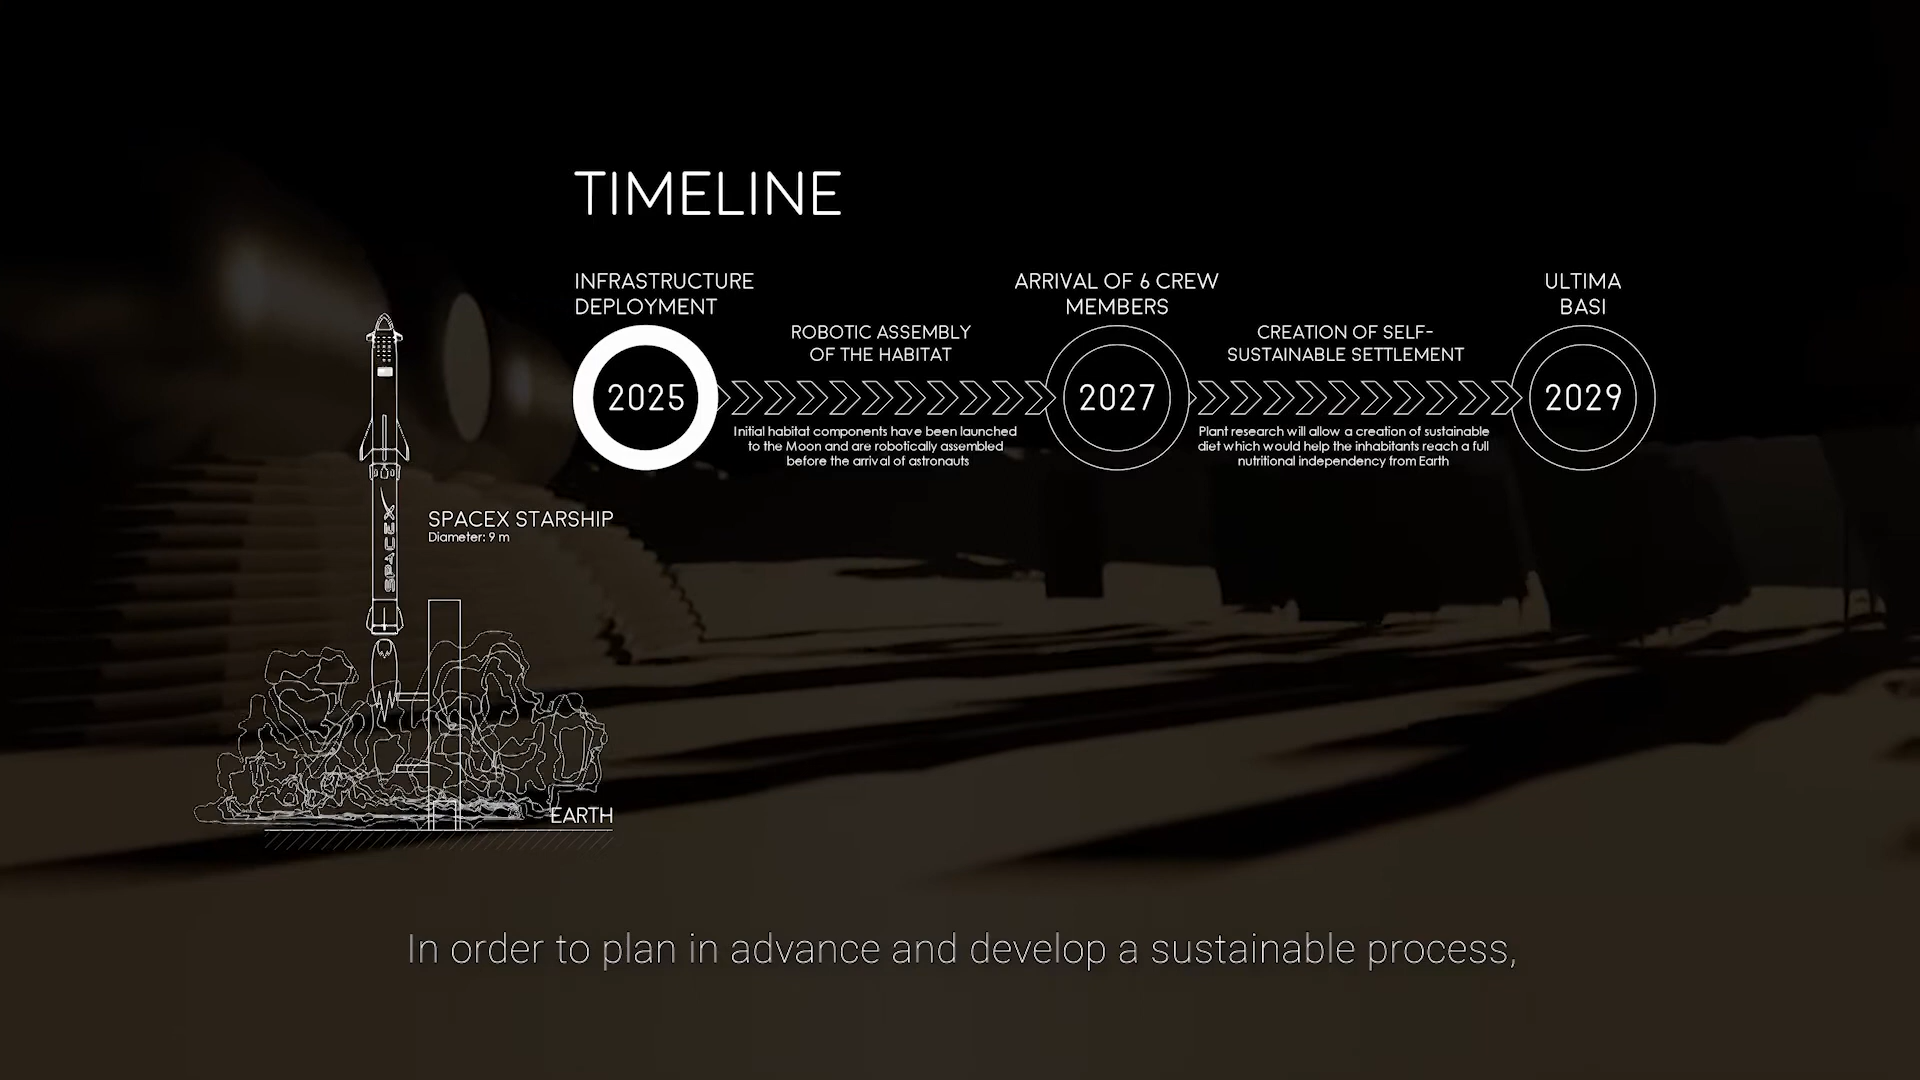 TIMELINE
INFRASTRUCTURE
DEPLOYMENT
2025
ROBOTIC ASSEMBLY
OF THE HABITAT
Initial habitat components have been launched
to the Moon and are robotically assembled
before the arrival of astronauts
ARRIVAL OF 6 CREW
MEMBERS
2027
CREATION OF SELF-
SUSTAINABLE SETTLEMENT
Plant research will allow a creation of sustainable
diet which would help the inhabitants reach a full
nutritional independency from Earth
ULTIMA
BASI
2029
SPACEX
SPACEX STARSHIP
Diameter: 9 m
EARTH
In order to plan in advance and develop a sustainable process,